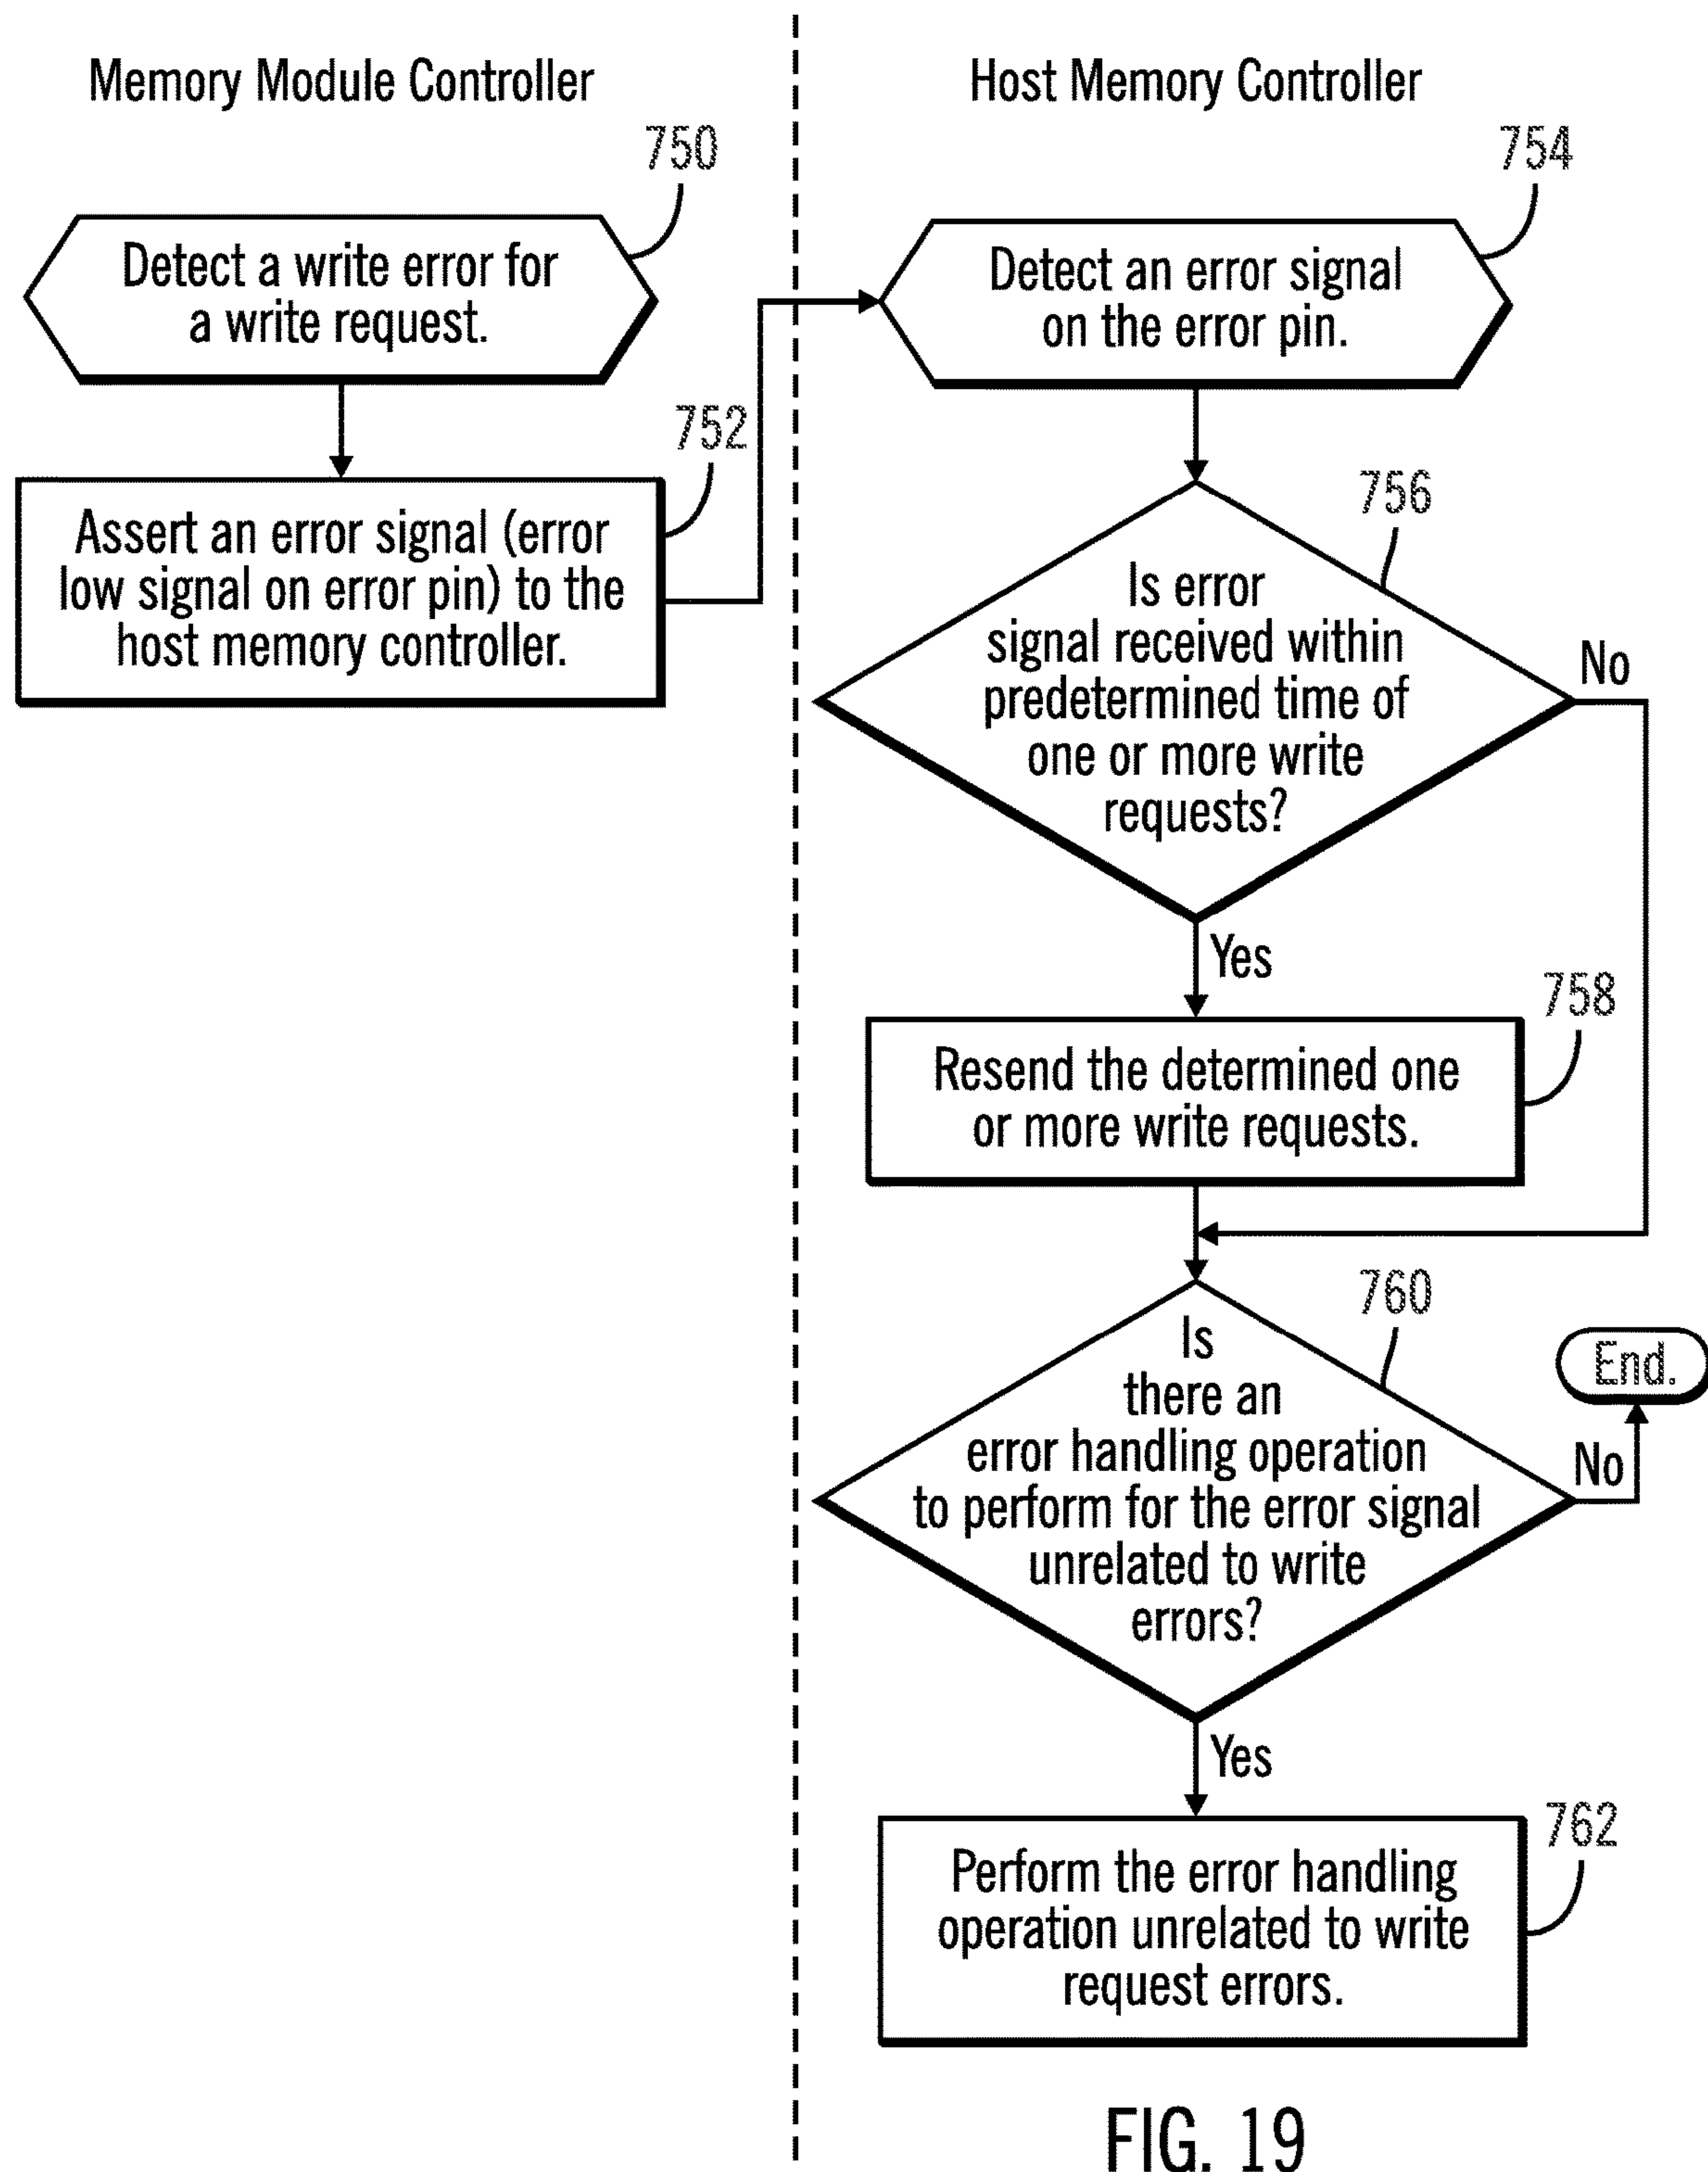 Memory Module Controller
Host Memory Controller
750
754
Detect a write error for
a write request.
Detect an error signal
on the error pin.
752
Assert an error signal (error
low signal on error pin) to the
host memory controller.
756
Is error
signal received within
predetermined time of
one or more write
requests?
No
Yes
758
Resend the determined one
or more write requests.
760
Is
there an
error handling operation
to perform for the error signal
unrelated to write
errors?
End.
No
Yes
762
Perform the error handling
operation unrelated to write
request errors.
FIG. 19